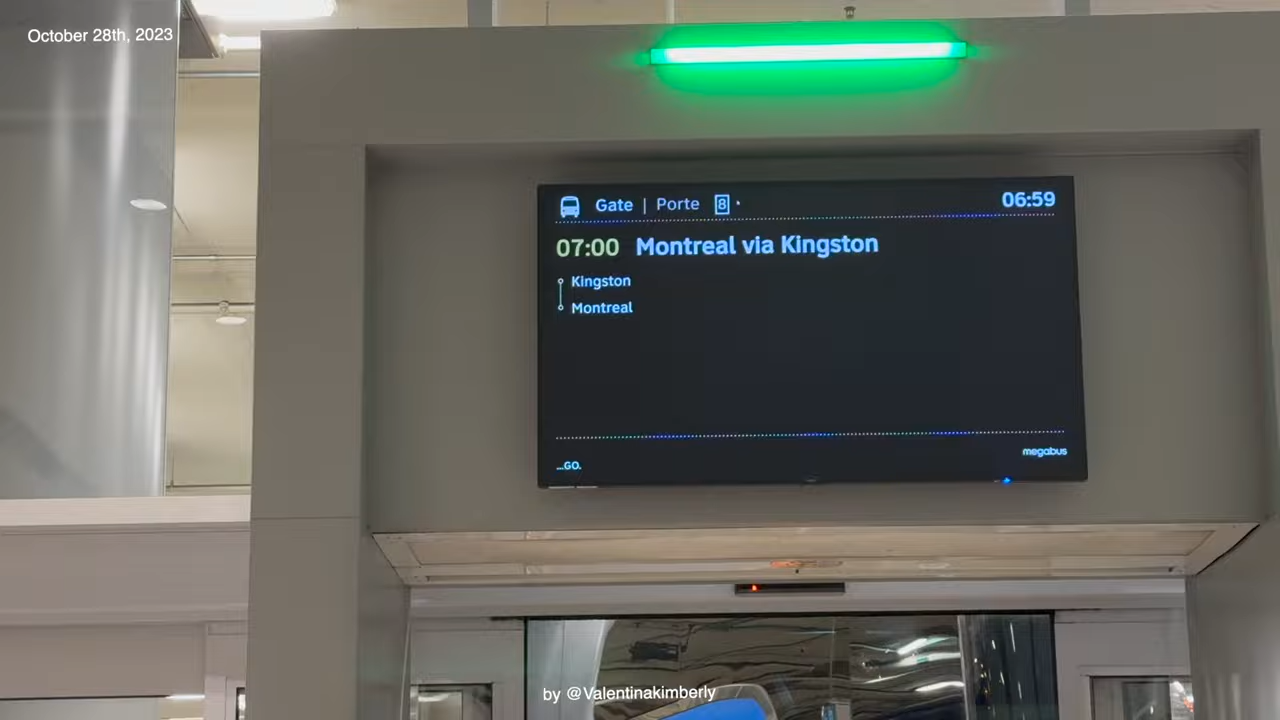 October 28th, 2023
Gate | Porte 8
06:59
07:00 Montreal via Kingston
Kingston
Montreal
...GO.
megabus
by @Valentinakimberly